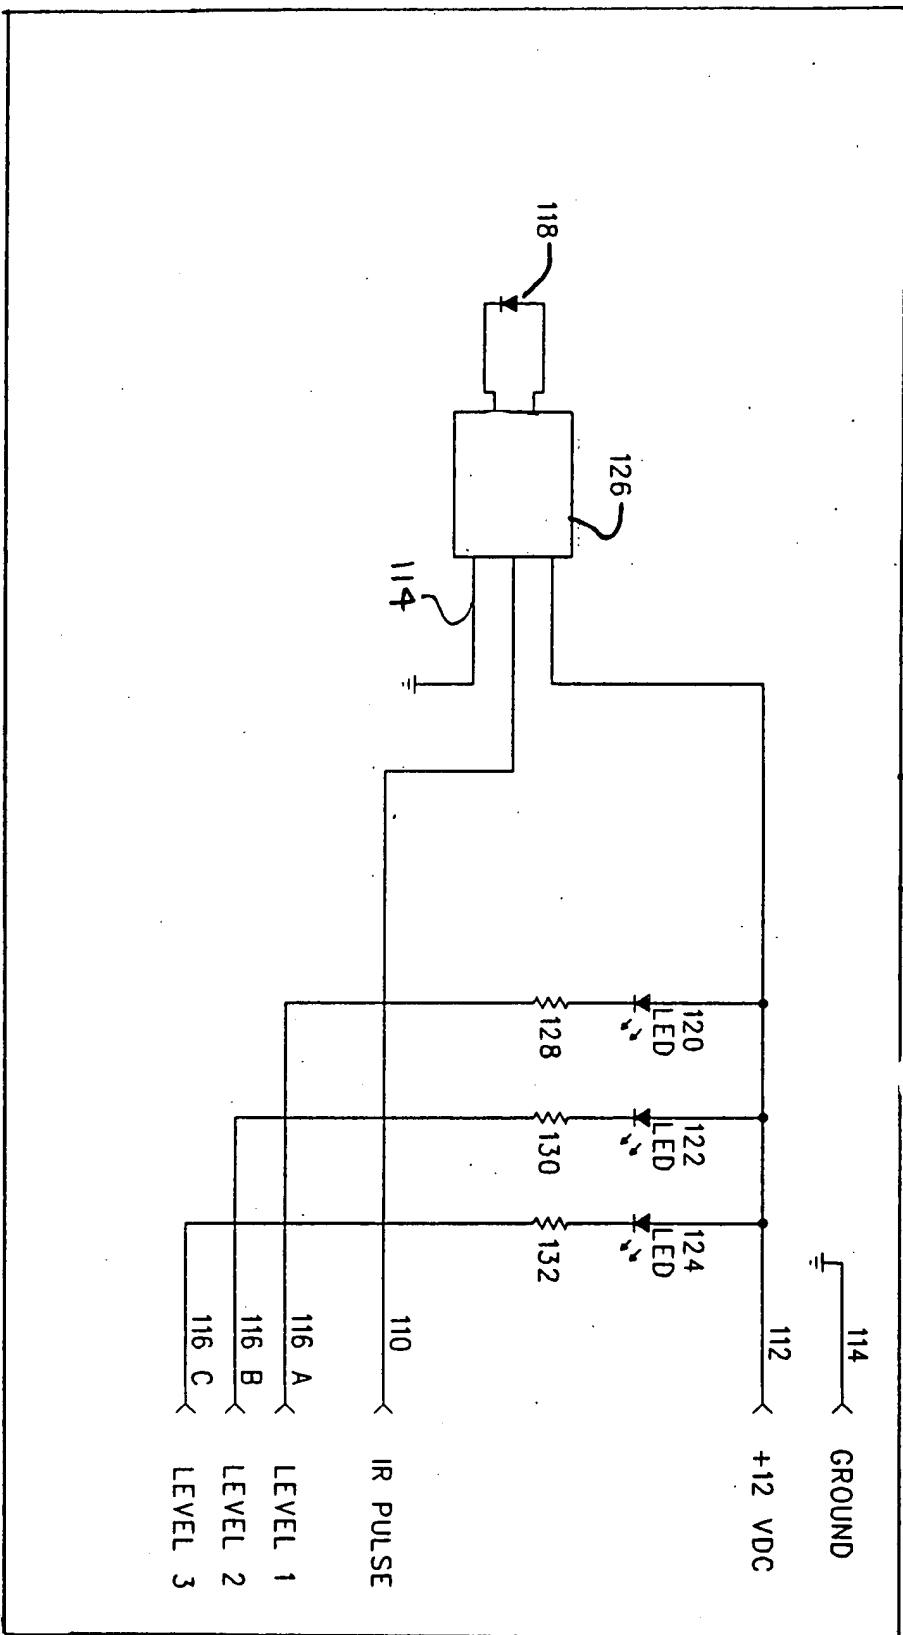 114
GROUND
112
+12 VDC
118
126
114
120
LED
122
LED
124
LED
128
130
132
110
IR PULSE
116 A
LEVEL 1
116 B
LEVEL 2
116 C
LEVEL 3